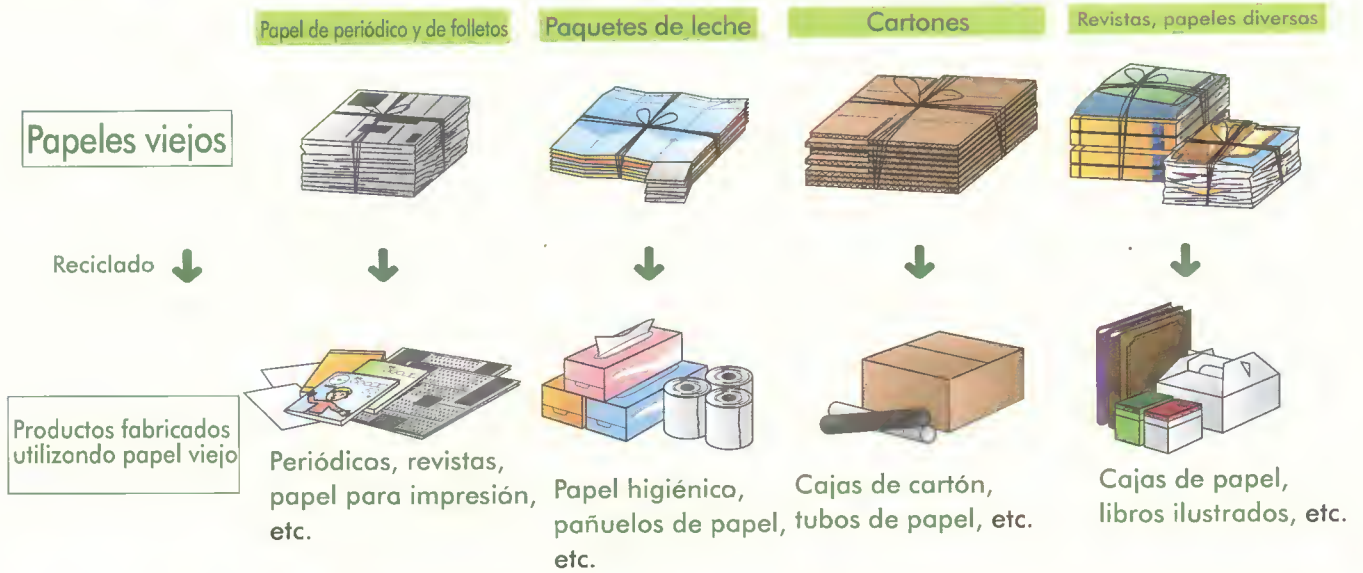 Papel de periódico y de folletos
Paquetes de leche
Cartones
Revistas, papeles diversas
Papeles viejos
Reciclado
Productos fabricados
utilizondo papel viejo
Periódicos, revistas,
papel para impresión,
etc.
Papel higiénico,
pañuelos de papel,
etc.
Cajas de cartón,
tubos de papel, etc.
Cajas de papel,
libros ilustrados, etc.